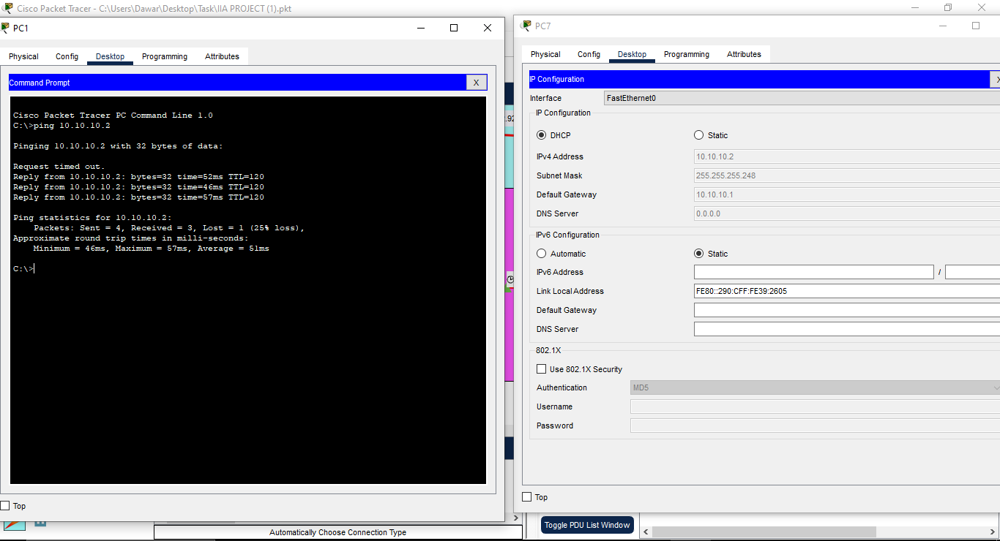 Cisco Packet Tracer - C:\Users\Dawar\Desktop\Task\IIA PROJECT (1).pkt
PC1
Physical Config Desktop Programming Attributes
Command Prompt
X
Cisco Packet Tracer PC Command Line 1.0
C:\>ping 10.10.10.2
Pinging 10.10.10.2 with 32 bytes of data:
Request timed out.
Reply from 10.10.10.2: bytes=32 time=52ms TTL=120
Reply from 10.10.10.2: bytes=32 time=46ms TTL=120
Reply from 10.10.10.2: bytes=32 time=57ms TTL=120
Ping statistics for 10.10.10.2:
Packets: Sent = 4, Received = 3, Lost = 1 (25% loss),
Approximate round trip times in milli-seconds:
Minimum = 46ms, Maximum = 57ms, Average = 51ms
C:\>
Top
.92
PC7
Physical Config Desktop Programming Attributes
IP Configuration
X
Interface FastEthernet0
IP Configuration
DHCP Static
IPv4 Address 10.10.10.2
Subnet Mask 255.255.255.248
Default Gateway 10.10.10.1
DNS Server 0.0.0.0
IPv6 Configuration
Automatic Static
IPv6 Address /
Link Local Address FE80::290:CFF:FE39:2605
Default Gateway
DNS Server
802.1X
Use 802.1X Security
Authentication MD5
Username
Password
Top
Automatically Choose Connection Type
Toggle PDU List Window